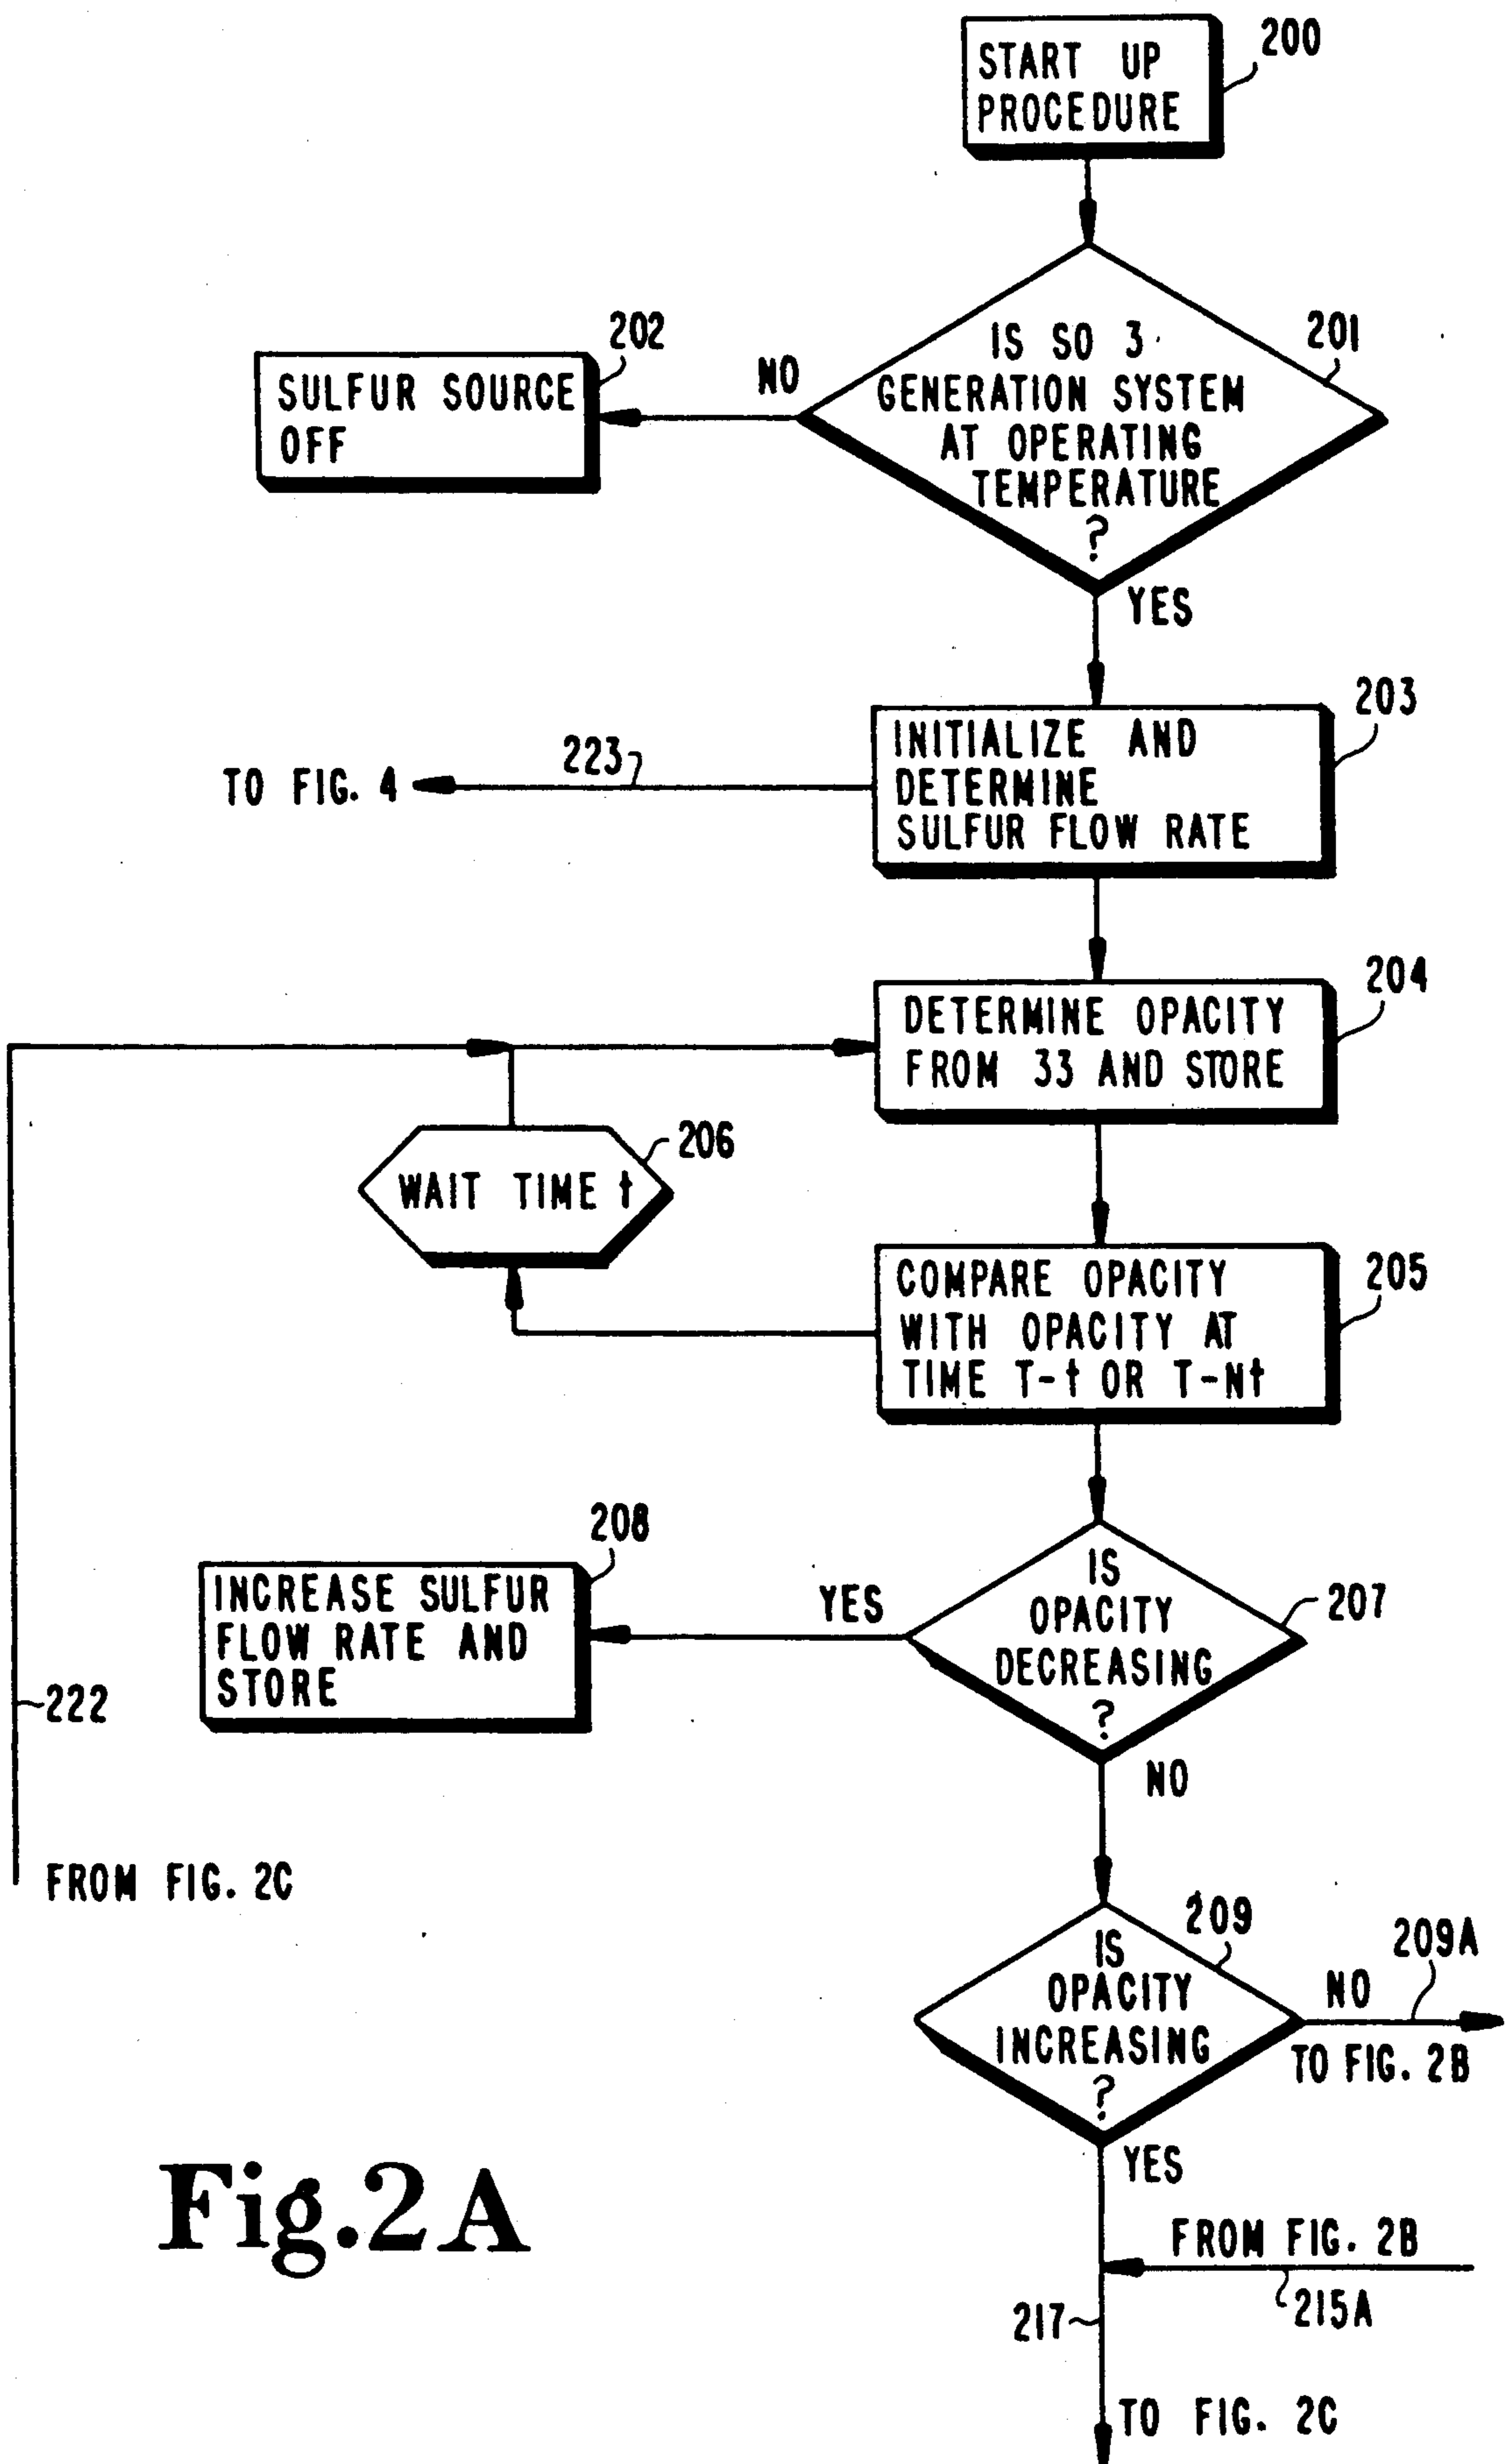 START UP
PROCEDURE
200
IS SO 3
GENERATION SYSTEM
AT OPERATING
TEMPERATURE
?
201
NO
YES
202
SULFUR SOURCE
OFF
203
INITIALIZE AND
DETERMINE
SULFUR FLOW RATE
223
TO FIG. 4
204
DETERMINE OPACITY
FROM 33 AND STORE
206
WAIT TIME t
205
COMPARE OPACITY
WITH OPACITY AT
TIME T-t OR T-Nt
208
INCREASE SULFUR
FLOW RATE AND
STORE
YES
IS
OPACITY
DECREASING
?
207
NO
222
FROM FIG. 2C
209
IS
OPACITY
INCREASING
?
NO
209A
TO FIG. 2B
YES
FROM FIG. 2B
215A
217
TO FIG. 2C
Fig.2A